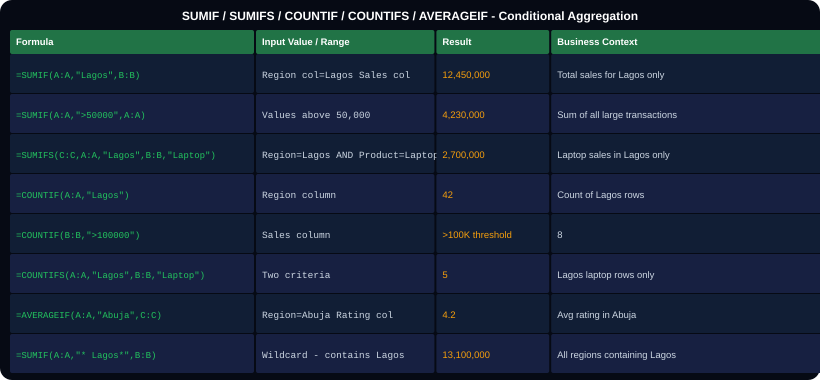 SUMIF / SUMIFS / COUNTIF / COUNTIFS / AVERAGEIF - Conditional Aggregation
Formula Input Value / Range Result Business Context
=SUMIF(A:A,"Lagos",B:B) Region col=Lagos Sales col 12,450,000 Total sales for Lagos only
=SUMIF(A:A,">50000",A:A) Values above 50,000 4,230,000 Sum of all large transactions
=SUMIFS(C:C,A:A,"Lagos",B:B,"Laptop") Region=Lagos AND Product=Laptop 2,700,000 Laptop sales in Lagos only
=COUNTIF(A:A,"Lagos") Region column 42 Count of Lagos rows
=COUNTIF(B:B,">100000") Sales column >100K threshold 8
=COUNTIFS(A:A,"Lagos",B:B,"Laptop") Two criteria 5 Lagos laptop rows only
=AVERAGEIF(A:A,"Abuja",C:C) Region=Abuja Rating col 4.2 Avg rating in Abuja
=SUMIF(A:A,"* Lagos*",B:B) Wildcard - contains Lagos 13,100,000 All regions containing Lagos